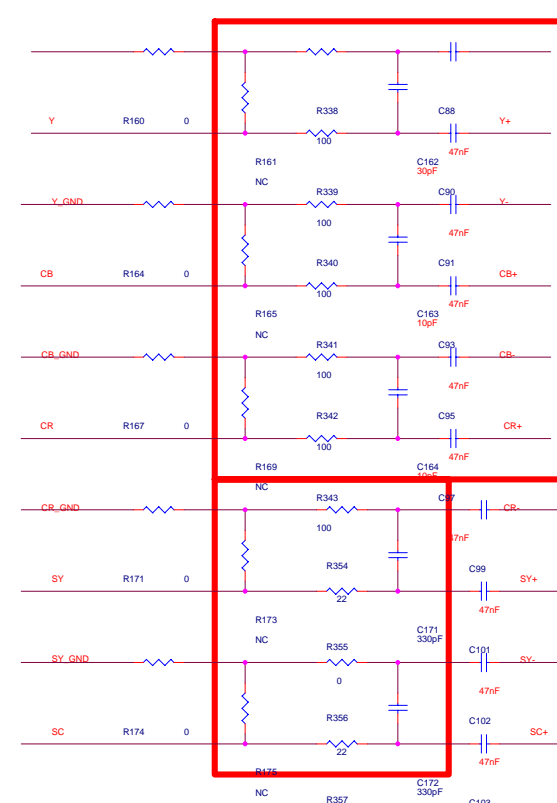 R338
C88
Y R160 0 100 Y+
47nF
R161 C162
30pF
NC
R339 C90
Y_GND Y-
100 47nF
R340 C91
CB R164 0 100 CB+
47nF
R165 C163
10pF
NC
R341 C93
CB_GND CB-
100 47nF
R342 C95
CR R167 0 100 CR+
47nF
R169 C164
10pF
NC
R343 C97
CR_GND CR-
100 47nF
R354 C99
SY R171 0 22 SY+
47nF
R173 C171
330pF
NC
R355 C101
SY_GND SY-
0 47nF
R356 C102
SC R174 0 22 SC+
47nF
R175 C172
330pF
NC
R357 C103